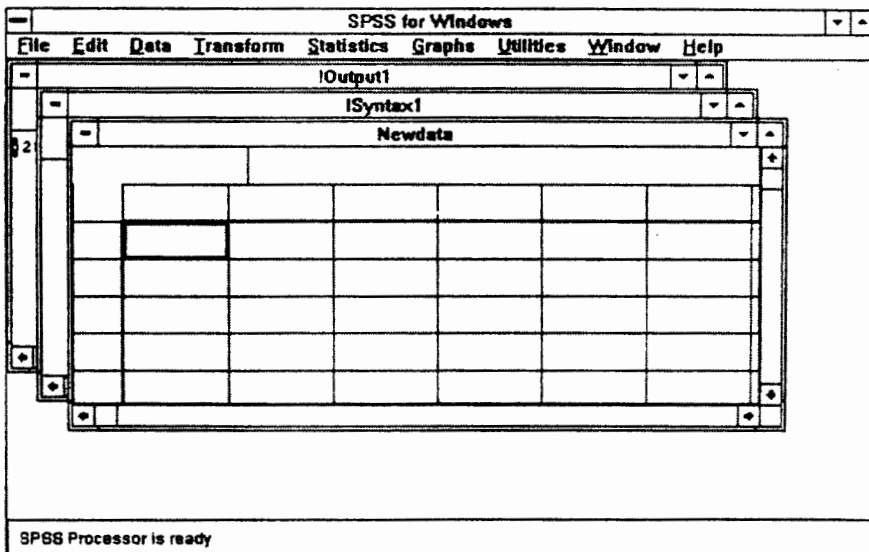 SPSS for Windows
File Edit Data Transform Statistics Graphs Utilities Window Help
!Output1
!Syntax1
Newdata
2
SPSS Processor is ready